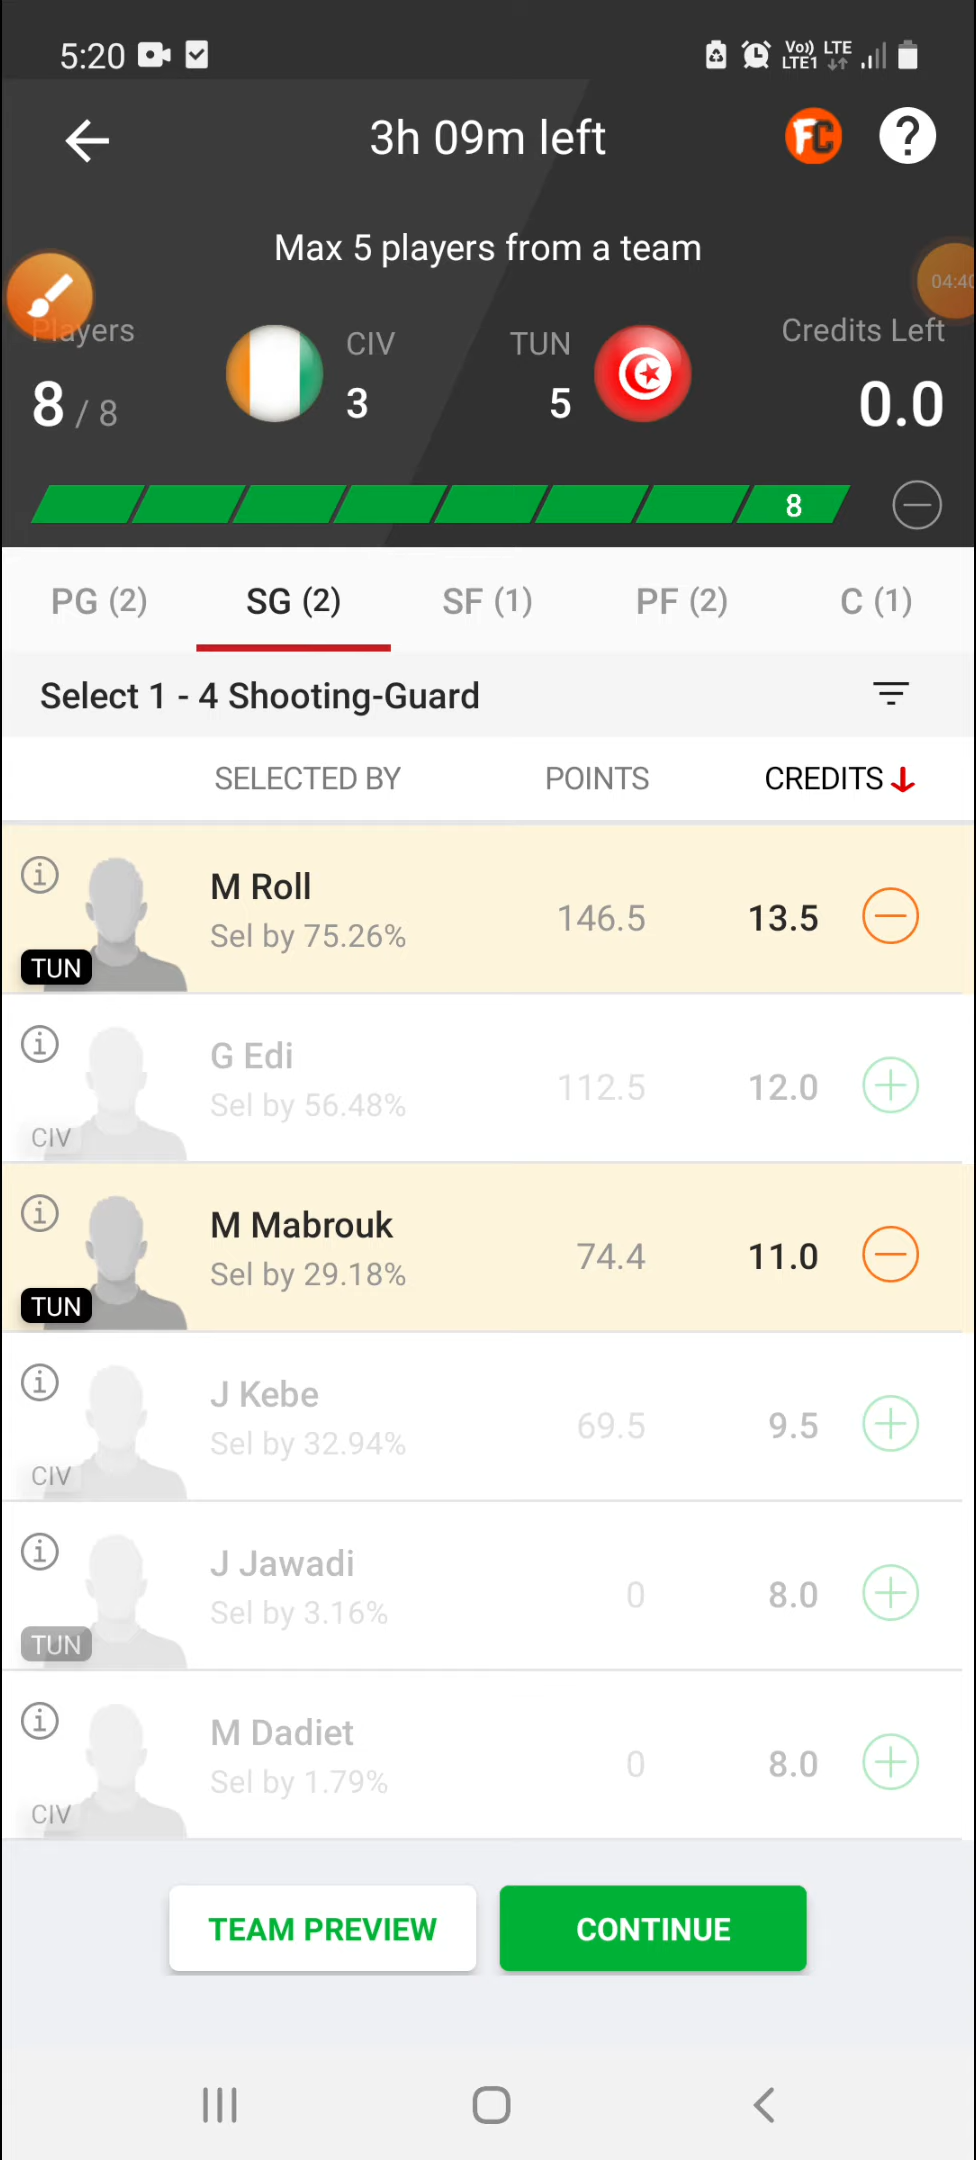 5:20
Vo)) LTE
LTE1
3h 09m left
FC
?
Max 5 players from a team
04:40
Players
CIV
TUN
Credits Left
8 / 8
3
5
0.0
8
PG (2)
SG (2)
SF (1)
PF (2)
C (1)
Select 1 - 4 Shooting-Guard
SELECTED BY
POINTS
CREDITS
M Roll
Sel by 75.26%
146.5
13.5
TUN
G Edi
Sel by 56.48%
112.5
12.0
CIV
M Mabrouk
Sel by 29.18%
74.4
11.0
TUN
J Kebe
Sel by 32.94%
69.5
9.5
CIV
J Jawadi
Sel by 3.16%
0
8.0
TUN
M Dadiet
Sel by 1.79%
0
8.0
CIV
TEAM PREVIEW
CONTINUE